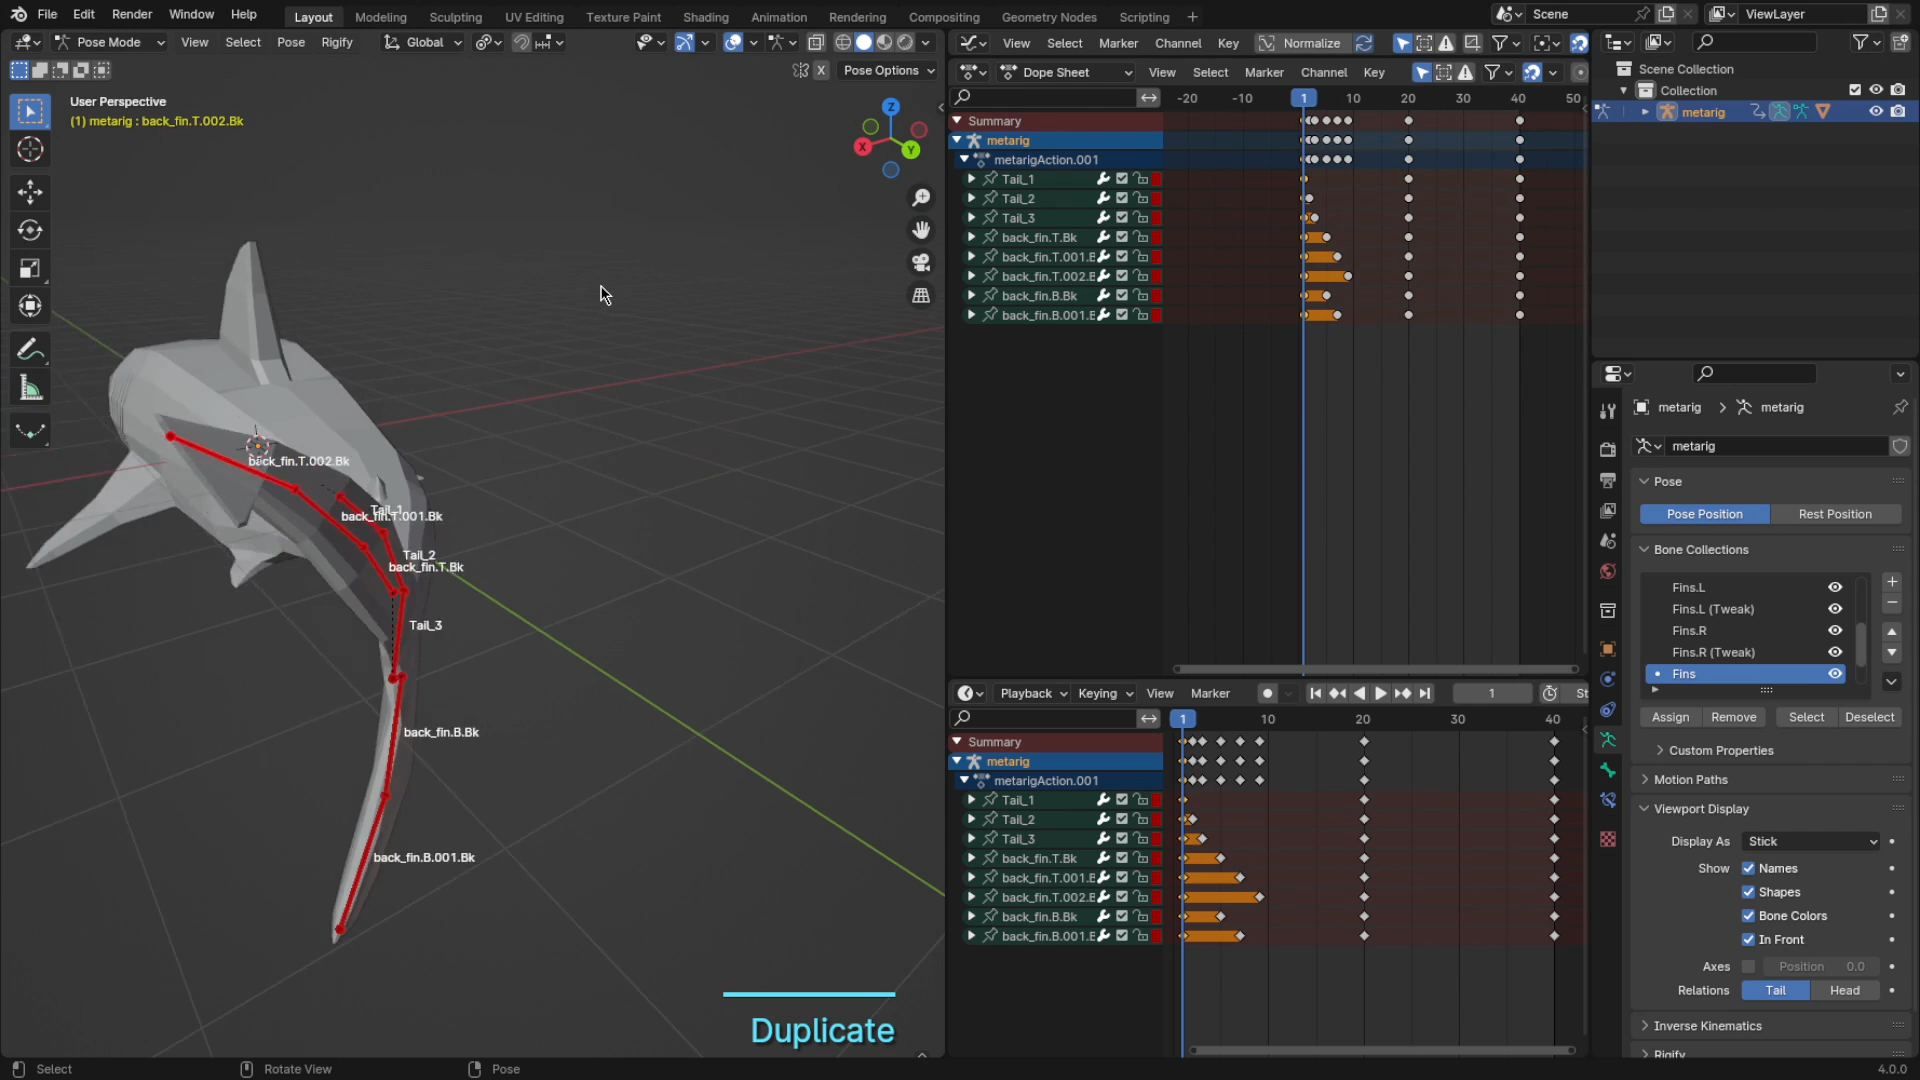 File Edit Render Window Help Layout Modeling Sculpting UV Editing Texture Paint Shading Animation Rendering Compositing Geometry Nodes Scripting + Scene ViewLayer
Pose Mode View Select Pose Rigify Global
X Pose Options
User Perspective
(1) metarig : back_fin.T.002.Bk
Z
X
Y
back_fin.T.002.Bk
Tail_1
back_fin.T.001.Bk
Tail_2
back_fin.T.Bk
Tail_3
back_fin.B.Bk
back_fin.B.001.Bk
Duplicate
View Select Marker Channel Key Normalize
Dope Sheet View Select Marker Channel Key
-20 -10 1 10 20 30 40 50
Summary
metarig
metarigAction.001
Tail_1
Tail_2
Tail_3
back_fin.T.Bk
back_fin.T.001.B
back_fin.T.002.B
back_fin.B.Bk
back_fin.B.001.B
Playback Keying View Marker 1 St
1 10 20 30 40
Summary
metarig
metarigAction.001
Tail_1
Tail_2
Tail_3
back_fin.T.Bk
back_fin.T.001.B
back_fin.T.002.B
back_fin.B.Bk
back_fin.B.001.B
Scene Collection
Collection
metarig
metarig > metarig
metarig
Pose
Pose Position Rest Position
Bone Collections
Fins.L
Fins.L (Tweak)
Fins.R
Fins.R (Tweak)
Fins
Assign Remove Select Deselect
Custom Properties
Motion Paths
Viewport Display
Display As Stick
Show Names
Shapes
Bone Colors
In Front
Axes Position 0.0
Relations Tail Head
Inverse Kinematics
Rigify
Select Rotate View Pose 4.0.0